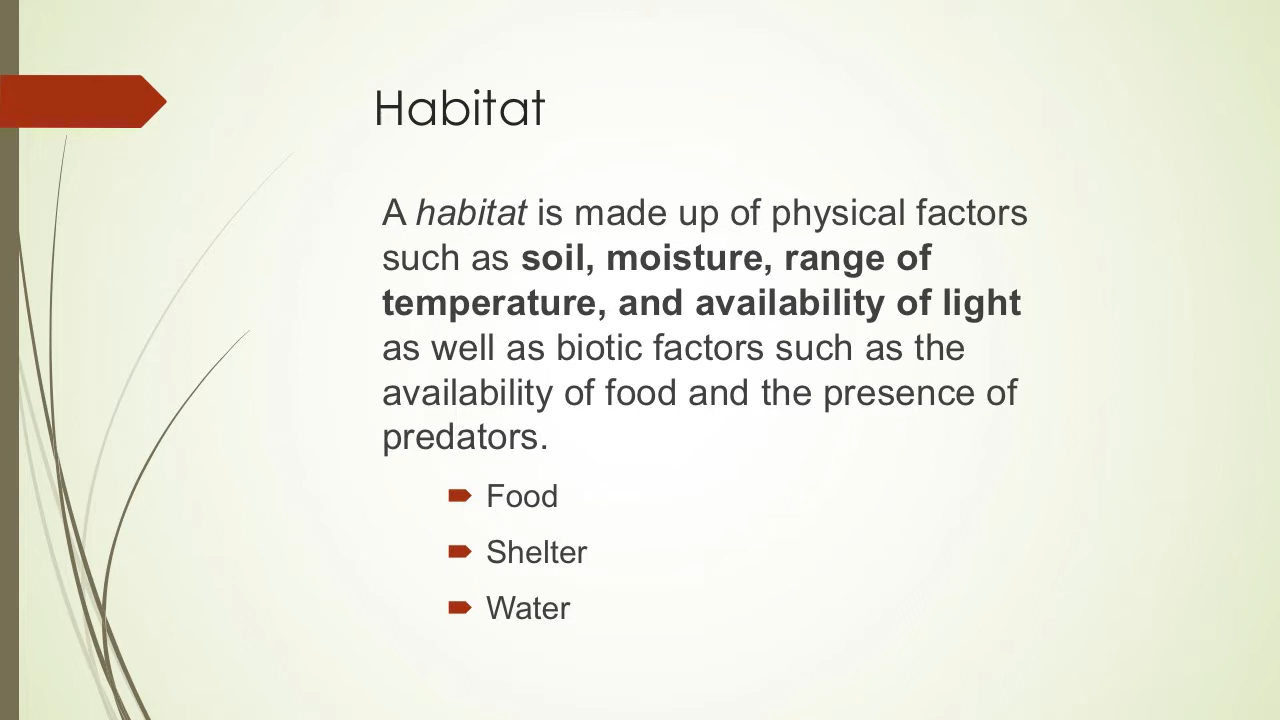 Habitat
A habitat is made up of physical factors
such as soil, moisture, range of
temperature, and availability of light
as well as biotic factors such as the
availability of food and the presence of
predators.
Food
Shelter
Water